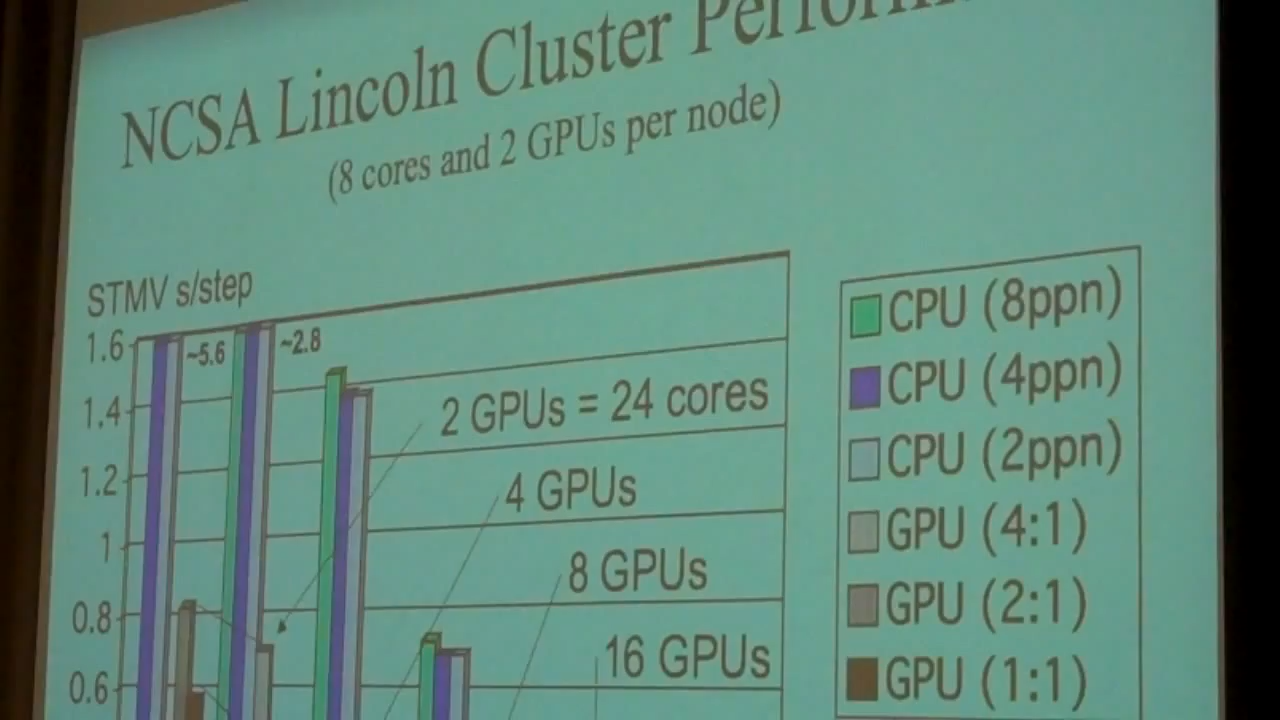 NCSA Lincoln Cluster
(8 cores and 2 GPUs per node)
STMV s/step
1.6
~5.6
~2.8
1.4
1.2
1
0.8
0.6
2 GPUs = 24 cores
4 GPUs
8 GPUs
16 GPUs
CPU (8ppn)
CPU (4ppn)
CPU (2ppn)
GPU (4:1)
GPU (2:1)
GPU (1:1)